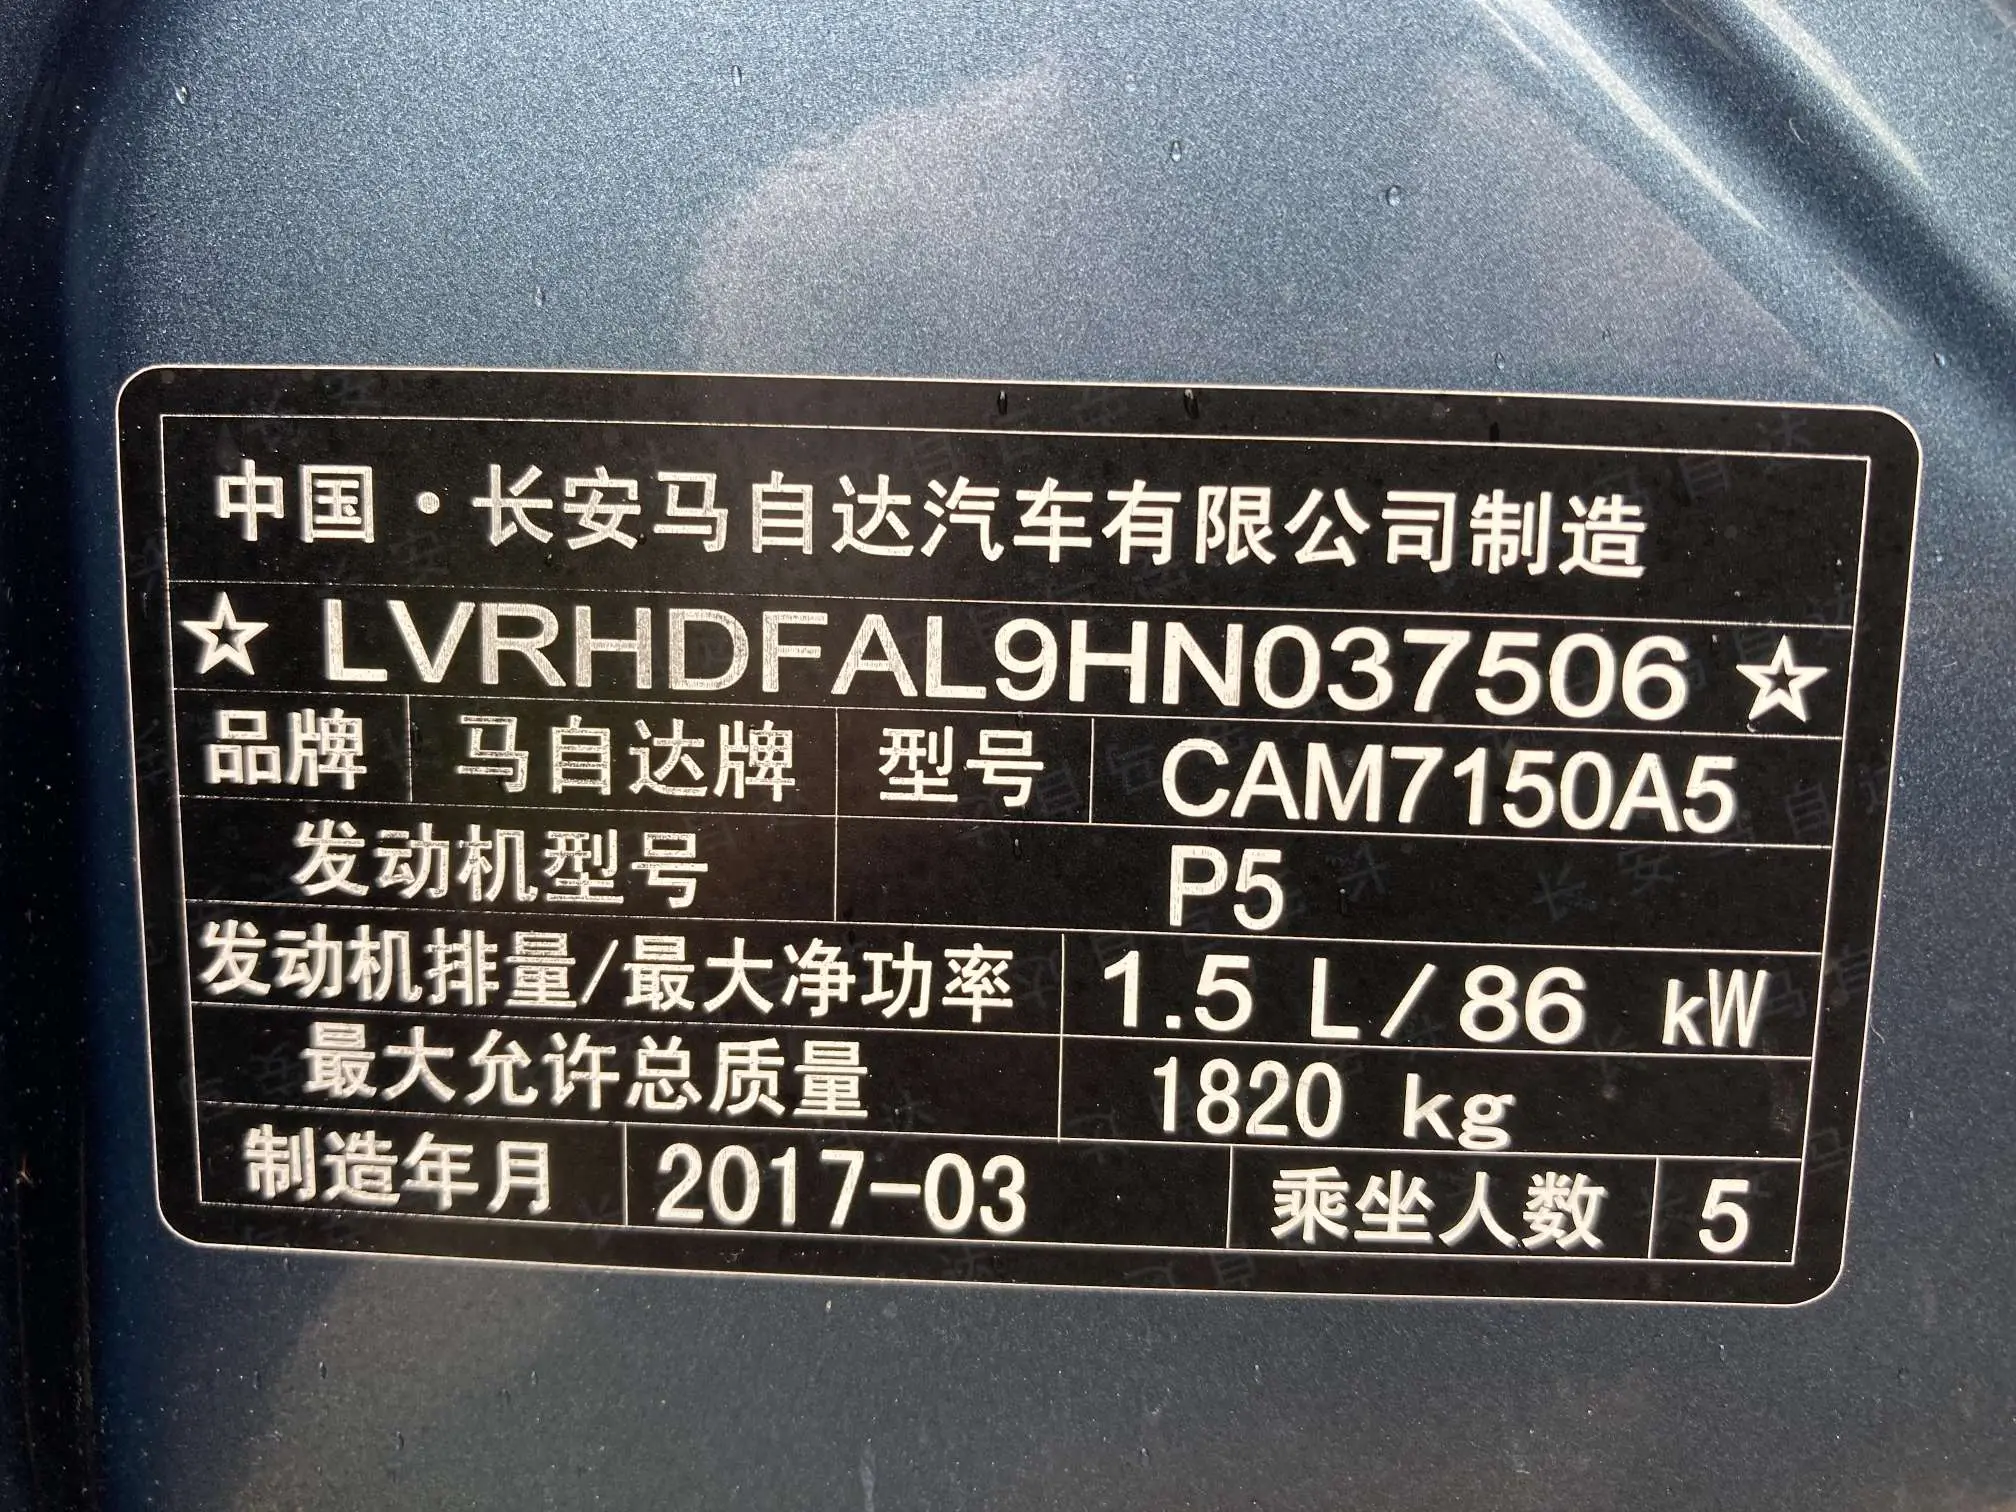 中国·长安马自达汽车有限公司制造
☆ LVRHDFAL9HN037506 ☆
品牌 马自达牌 型号 CAM7150A5
发动机型号 P5
发动机排量/最大净功率 1.5 L/86 kW
最大允许总质量 1820 kg
制造年月 2017-03 乘坐人数 5